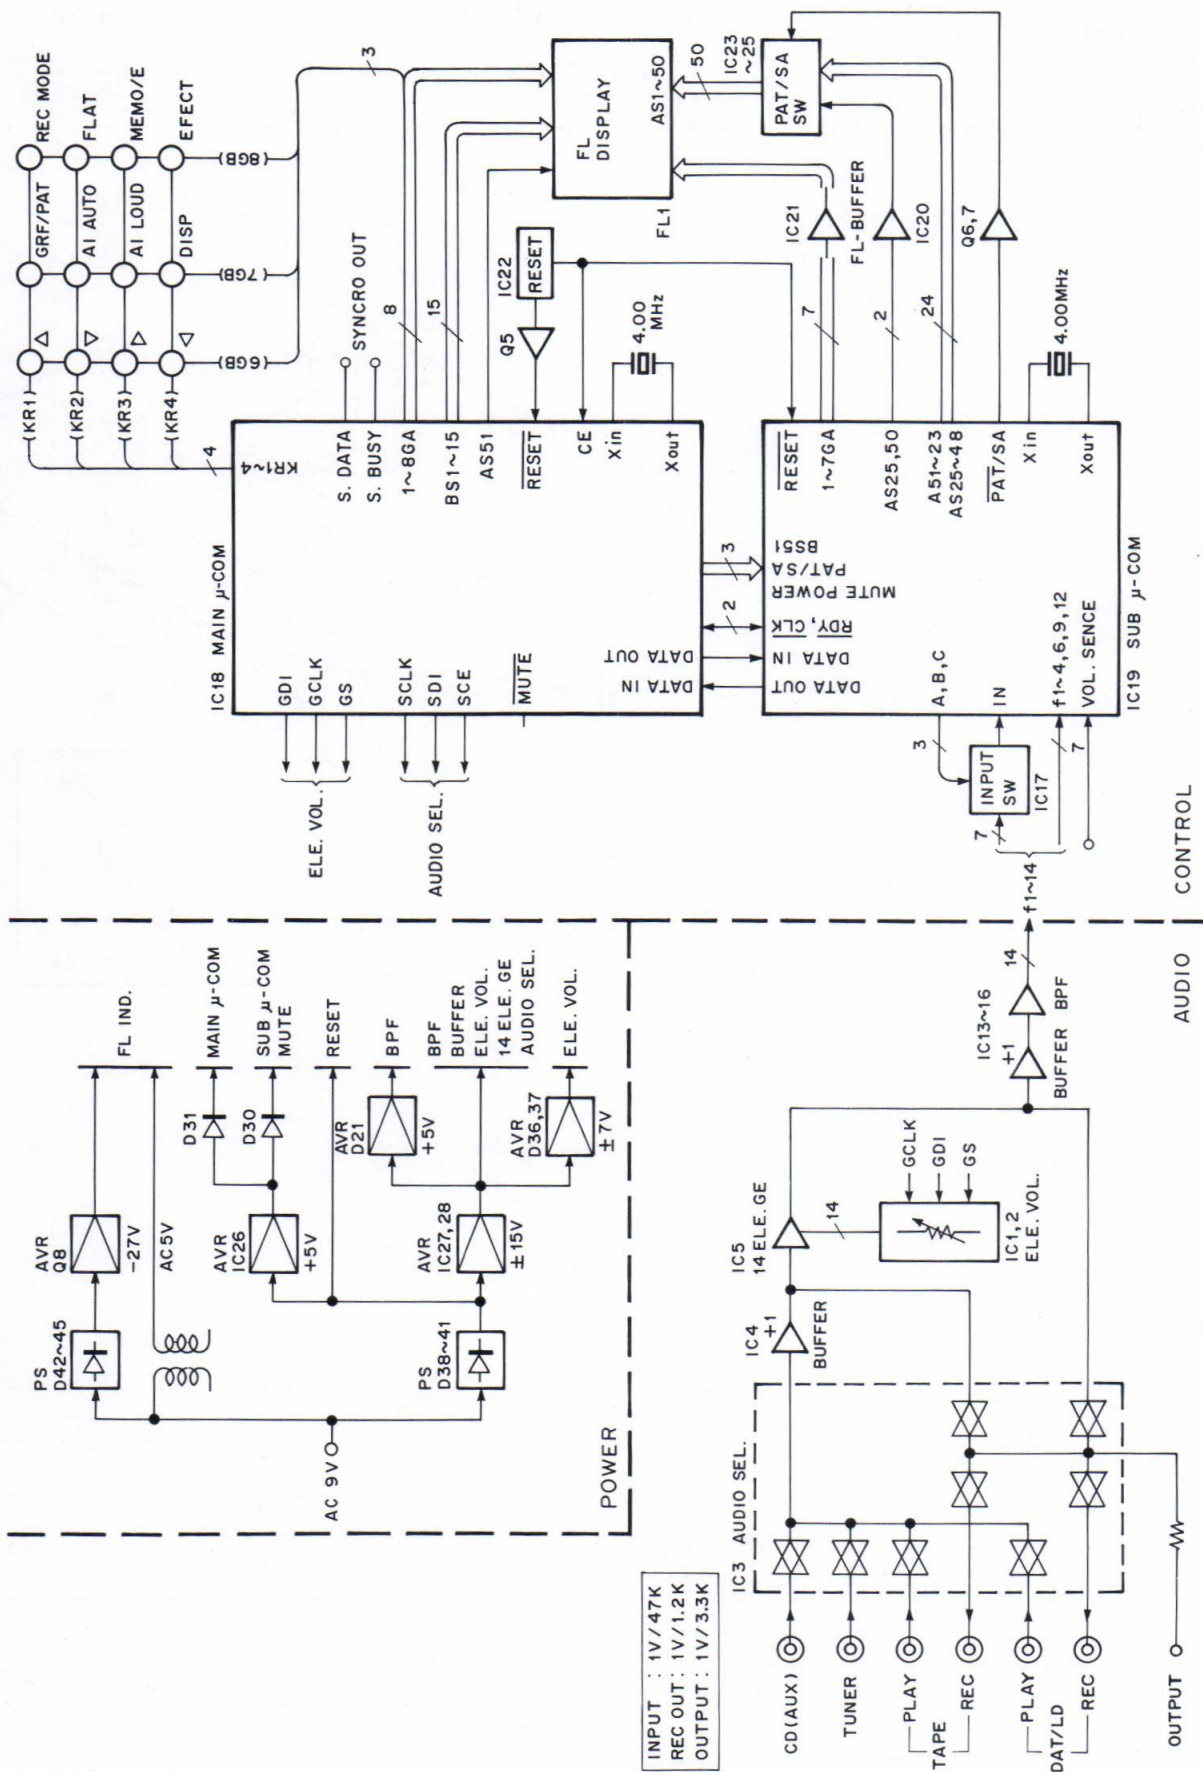 REC MODE
FLAT
MEMO/E
EFFECT
GRF/PAT
AI AUTO
AI LOUD
DISP
(8GB)
(7GB)
(6GB)
(KR1)
(KR2)
(KR3)
(KR4)
3
4
SYNCRO OUT
8
15
IC22
RESET
Q5
4.00
MHz
FL
DISPLAY
AS1~50
FL1
50
IC23
~25
PAT/SA
SW
IC21
FL-BUFFER
IC20
Q6,7
7
2
24
4.00MHz
IC18 MAIN μ-COM
KR1~4
S. DATA
S. BUSY
1~8GA
BS1~15
AS51
RESET
CE
Xin
Xout
GDI
GCLK
GS
SCLK
SDI
SCE
MUTE
DATA IN
DATA OUT
ELE. VOL.
AUDIO SEL.
2
3
RESET
1~7GA
AS25,50
A51~23
AS25~48
PAT/SA
Xin
Xout
BS51
PAT/SA
MUTE POWER
RDY, CLK
DATA IN
DATA OUT
A,B,C
IN
f1~4,6,9,12
VOL. SENCE
IC19 SUB μ-COM
3
INPUT
SW
IC17
7
7
f1~14
CONTROL
AUDIO
POWER
AC 9V
PS
D42~45
AVR
Q8
-27V
AC5V
FL IND.
PS
D38~41
AVR
IC26
+5V
D31
D30
MAIN μ-COM
SUB μ-COM
MUTE
RESET
AVR
IC27,28
±15V
AVR
D21
+5V
BPF
BPF
BUFFER
ELE. VOL.
14 ELE. GE
AUDIO SEL.
AVR
D36,37
±7V
ELE. VOL.
INPUT : 1V/47K
REC OUT : 1V/1.2K
OUTPUT : 1V/3.3K
IC3 AUDIO SEL.
CD(AUX)
TUNER
PLAY
REC
TAPE
PLAY
REC
DAT/LD
OUTPUT
IC4
+1
BUFFER
IC5
14 ELE. GE
14
GCLK
GDI
GS
IC1,2
ELE. VOL.
IC13~16
+1
BUFFER BPF
14